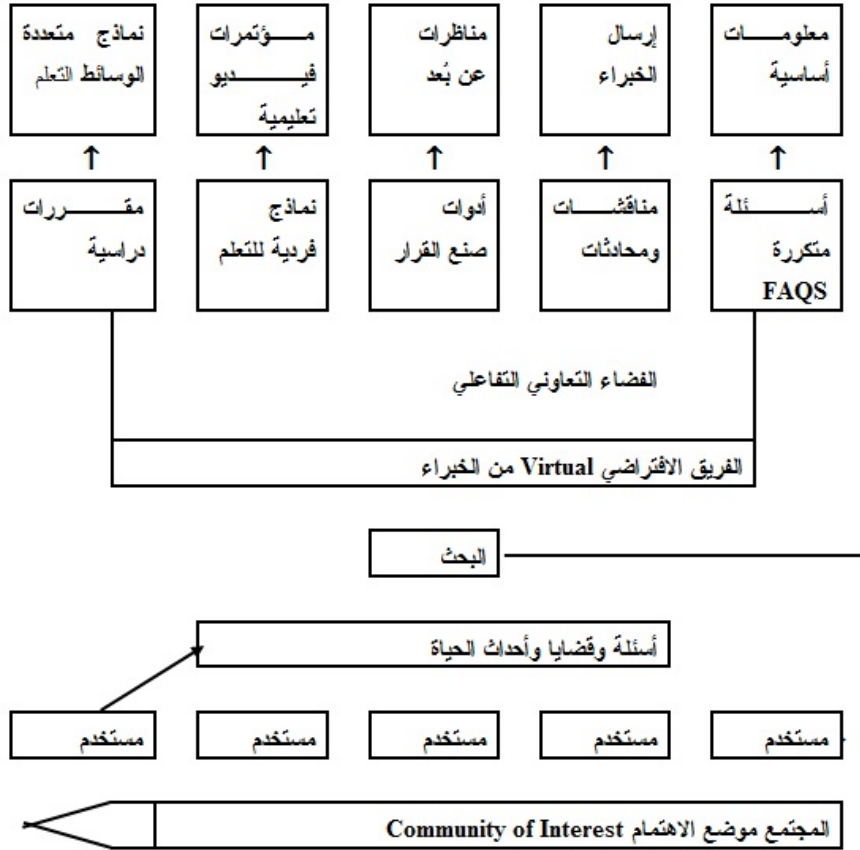 معلومات
أساسية
إرسال
الخبراء
مناظرات
عن بُعد
مؤتمرات
فيديو
تعليمية
نماذج متعددة
الوسائط التعلم
أسئلة
متكررة
FAQS
مناقشات
ومحادثات
أدوات
صنع القرار
نماذج
فردية للتعلم
مقررات
دراسية
الفضاء التعاوني التفاعلي
الفريق الافتراضي Virtual من الخبراء
البحث
أسئلة وقضايا وأحداث الحياة
مستخدم
مستخدم
مستخدم
مستخدم
مستخدم
المجتمع موضع الاهتمام Community of Interest